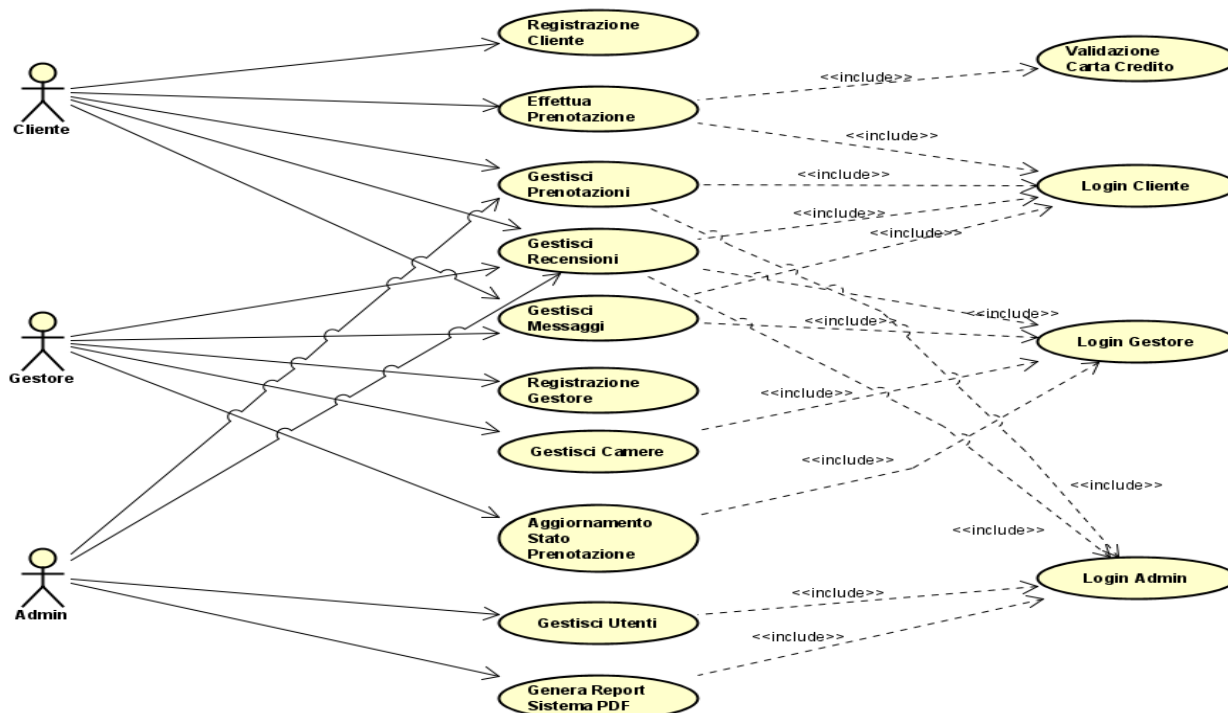 Registrazione
Cliente
Validazione
Carta Credito
<<include>>
Cliente
Effettua
Prenotazione
<<include>>
Gestisci
Prenotazioni
<<include>>
Login Cliente
<<include>>
<<include>>
Gestisci
Recensioni
<<include>>
Gestisci
Messaggi
<<include>>
Login Gestore
Gestore
Registrazione
Gestore
<<include>>
Gestisci Camere
<<include>>
<<include>>
Aggiornamento
Stato
Prenotazione
<<include>>
Login Admin
Admin
<<include>>
Gestisci Utenti
<<include>>
Genera Report
Sistema PDF